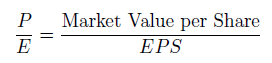 P/E = Market Value per Share / EPS